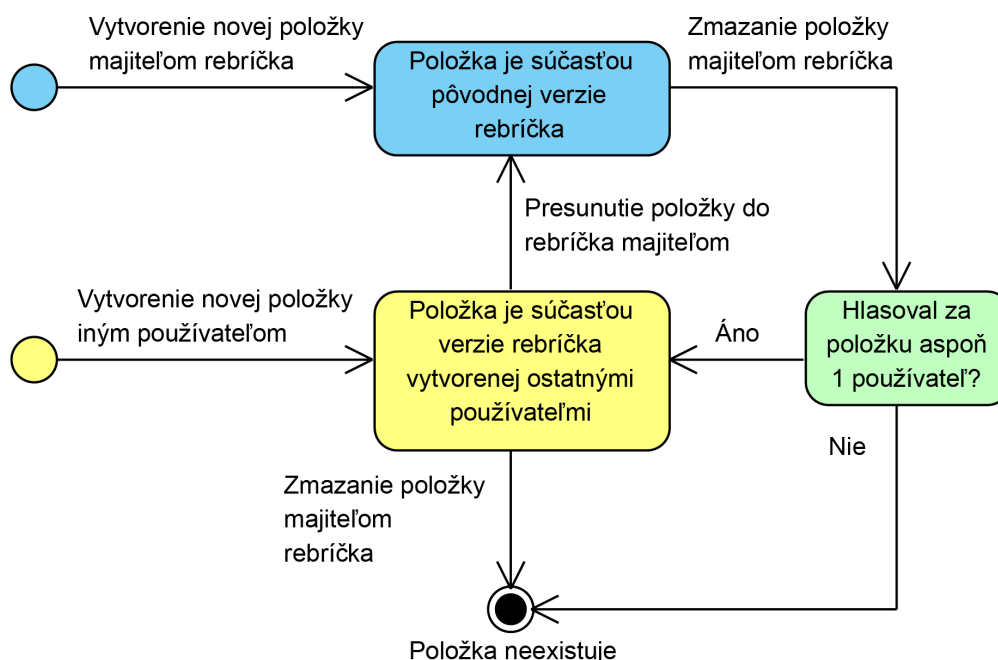 Vytvorenie novej položky
majiteľom rebríčka
Položka je súčasťou
pôvodnej verzie
rebríčka
Zmazanie položky
majiteľom rebríčka
Presunutie položky do
rebríčka majiteľom
Vytvorenie novej položky
iným používateľom
Položka je súčasťou
verzie rebríčka
vytvorenej ostatnými
používateľmi
Áno
Hlasoval za
položku aspoň
1 používateľ?
Nie
Zmazanie položky
majiteľom
rebríčka
Položka neexistuje